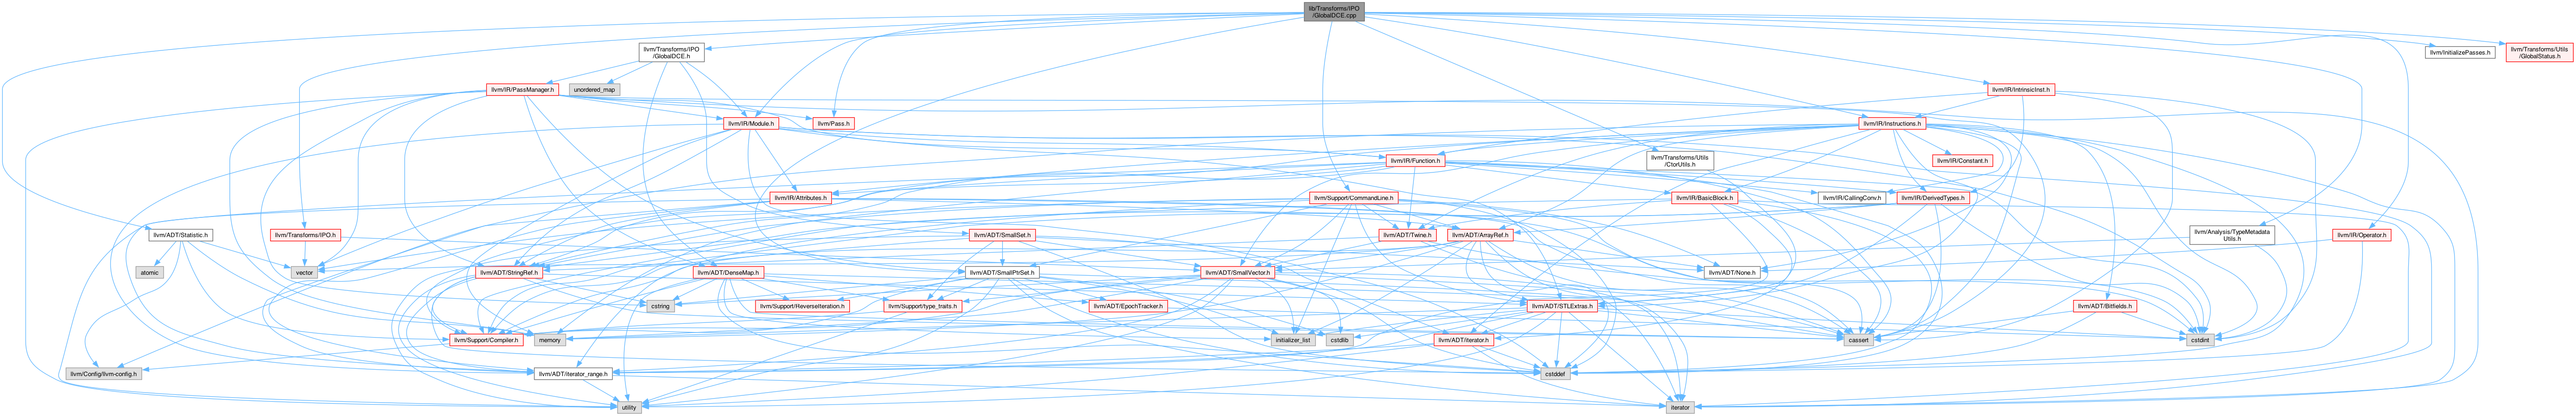 lib/Transforms/IPO
/GlobalDCE.cpp
llvm/Transforms/IPO
/GlobalDCE.h
llvm/InitializePasses.h
llvm/Transforms/Utils
/GlobalStatus.h
llvm/IR/PassManager.h
unordered_map
llvm/IR/IntrinsicInst.h
llvm/IR/Module.h
llvm/Pass.h
llvm/IR/Instructions.h
llvm/IR/Function.h
llvm/Transforms/Utils
/CtorUtils.h
llvm/IR/Constant.h
llvm/IR/Attributes.h
llvm/Support/CommandLine.h
llvm/IR/BasicBlock.h
llvm/IR/CallingConv.h
llvm/IR/DerivedTypes.h
llvm/ADT/Statistic.h
llvm/Transforms/IPO.h
llvm/ADT/SmallSet.h
llvm/ADT/Twine.h
llvm/ADT/ArrayRef.h
llvm/Analysis/TypeMetadata
Utils.h
llvm/IR/Operator.h
atomic
vector
llvm/ADT/StringRef.h
llvm/ADT/DenseMap.h
llvm/ADT/SmallPtrSet.h
llvm/ADT/SmallVector.h
llvm/ADT/None.h
cstring
llvm/Support/ReverseIteration.h
llvm/Support/type_traits.h
llvm/ADT/EpochTracker.h
llvm/ADT/STLExtras.h
llvm/ADT/Bitfields.h
llvm/Support/Compiler.h
memory
initializer_list
cstdlib
llvm/ADT/iterator.h
cassert
cstdint
llvm/Config/llvm-config.h
llvm/ADT/iterator_range.h
cstddef
utility
iterator